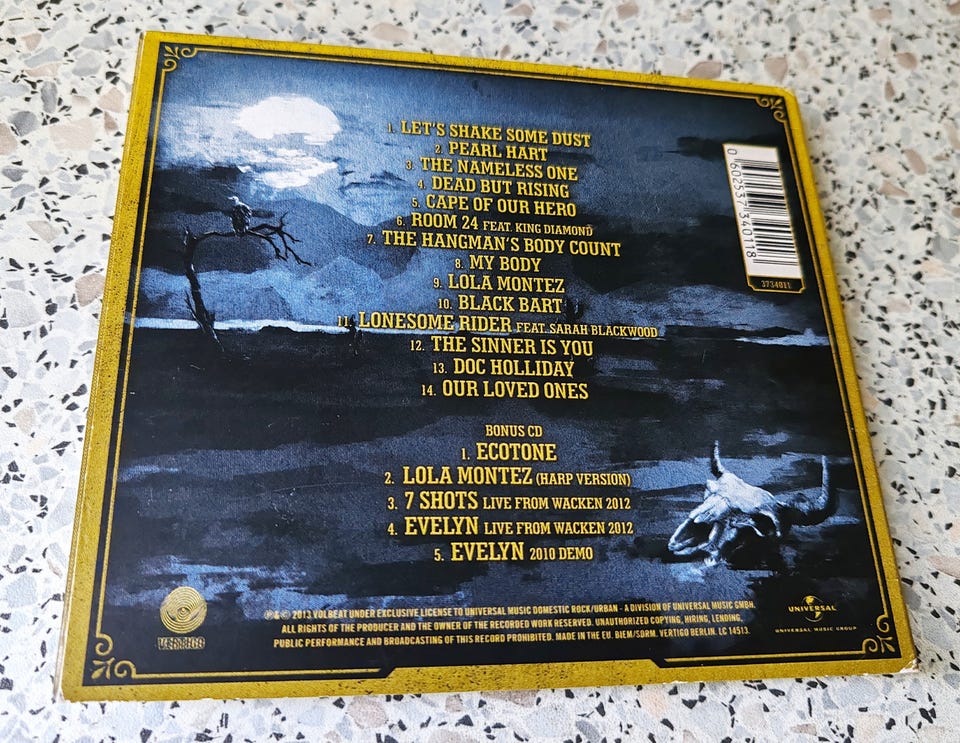 1. LET'S SHAKE SOME DUST
2. PEARL HART
3. THE NAMELESS ONE
4. DEAD BUT RISING
5. CAPE OF OUR HERO
6. ROOM 24 FEAT. KING DIAMOND
7. THE HANGMAN'S BODY COUNT
8. MY BODY
9. LOLA MONTEZ
10. BLACK BART
11. LONESOME RIDER FEAT. SARAH BLACKWOOD
12. THE SINNER IS YOU
13. DOC HOLLIDAY
14. OUR LOVED ONES
BONUS CD
1. ECOTONE
2. LOLA MONTEZ (HARP VERSION)
3. 7 SHOTS LIVE FROM WACKEN 2012
4. EVELYN LIVE FROM WACKEN 2012
5. EVELYN 2010 DEMO
0 602537 340118
3734011
VERTIGO
℗&© 2013 VOLBEAT UNDER EXCLUSIVE LICENSE TO UNIVERSAL MUSIC DOMESTIC ROCK/URBAN - A DIVISION OF UNIVERSAL MUSIC GMBH.
ALL RIGHTS OF THE PRODUCER AND THE OWNER OF THE RECORDED WORK RESERVED. UNAUTHORIZED COPYING, HIRING, LENDING,
PUBLIC PERFORMANCE AND BROADCASTING OF THIS RECORD PROHIBITED. MADE IN THE EU. BIEM/SDRM. VERTIGO BERLIN. LC 14513.
UNIVERSAL
UNIVERSAL MUSIC GROUP